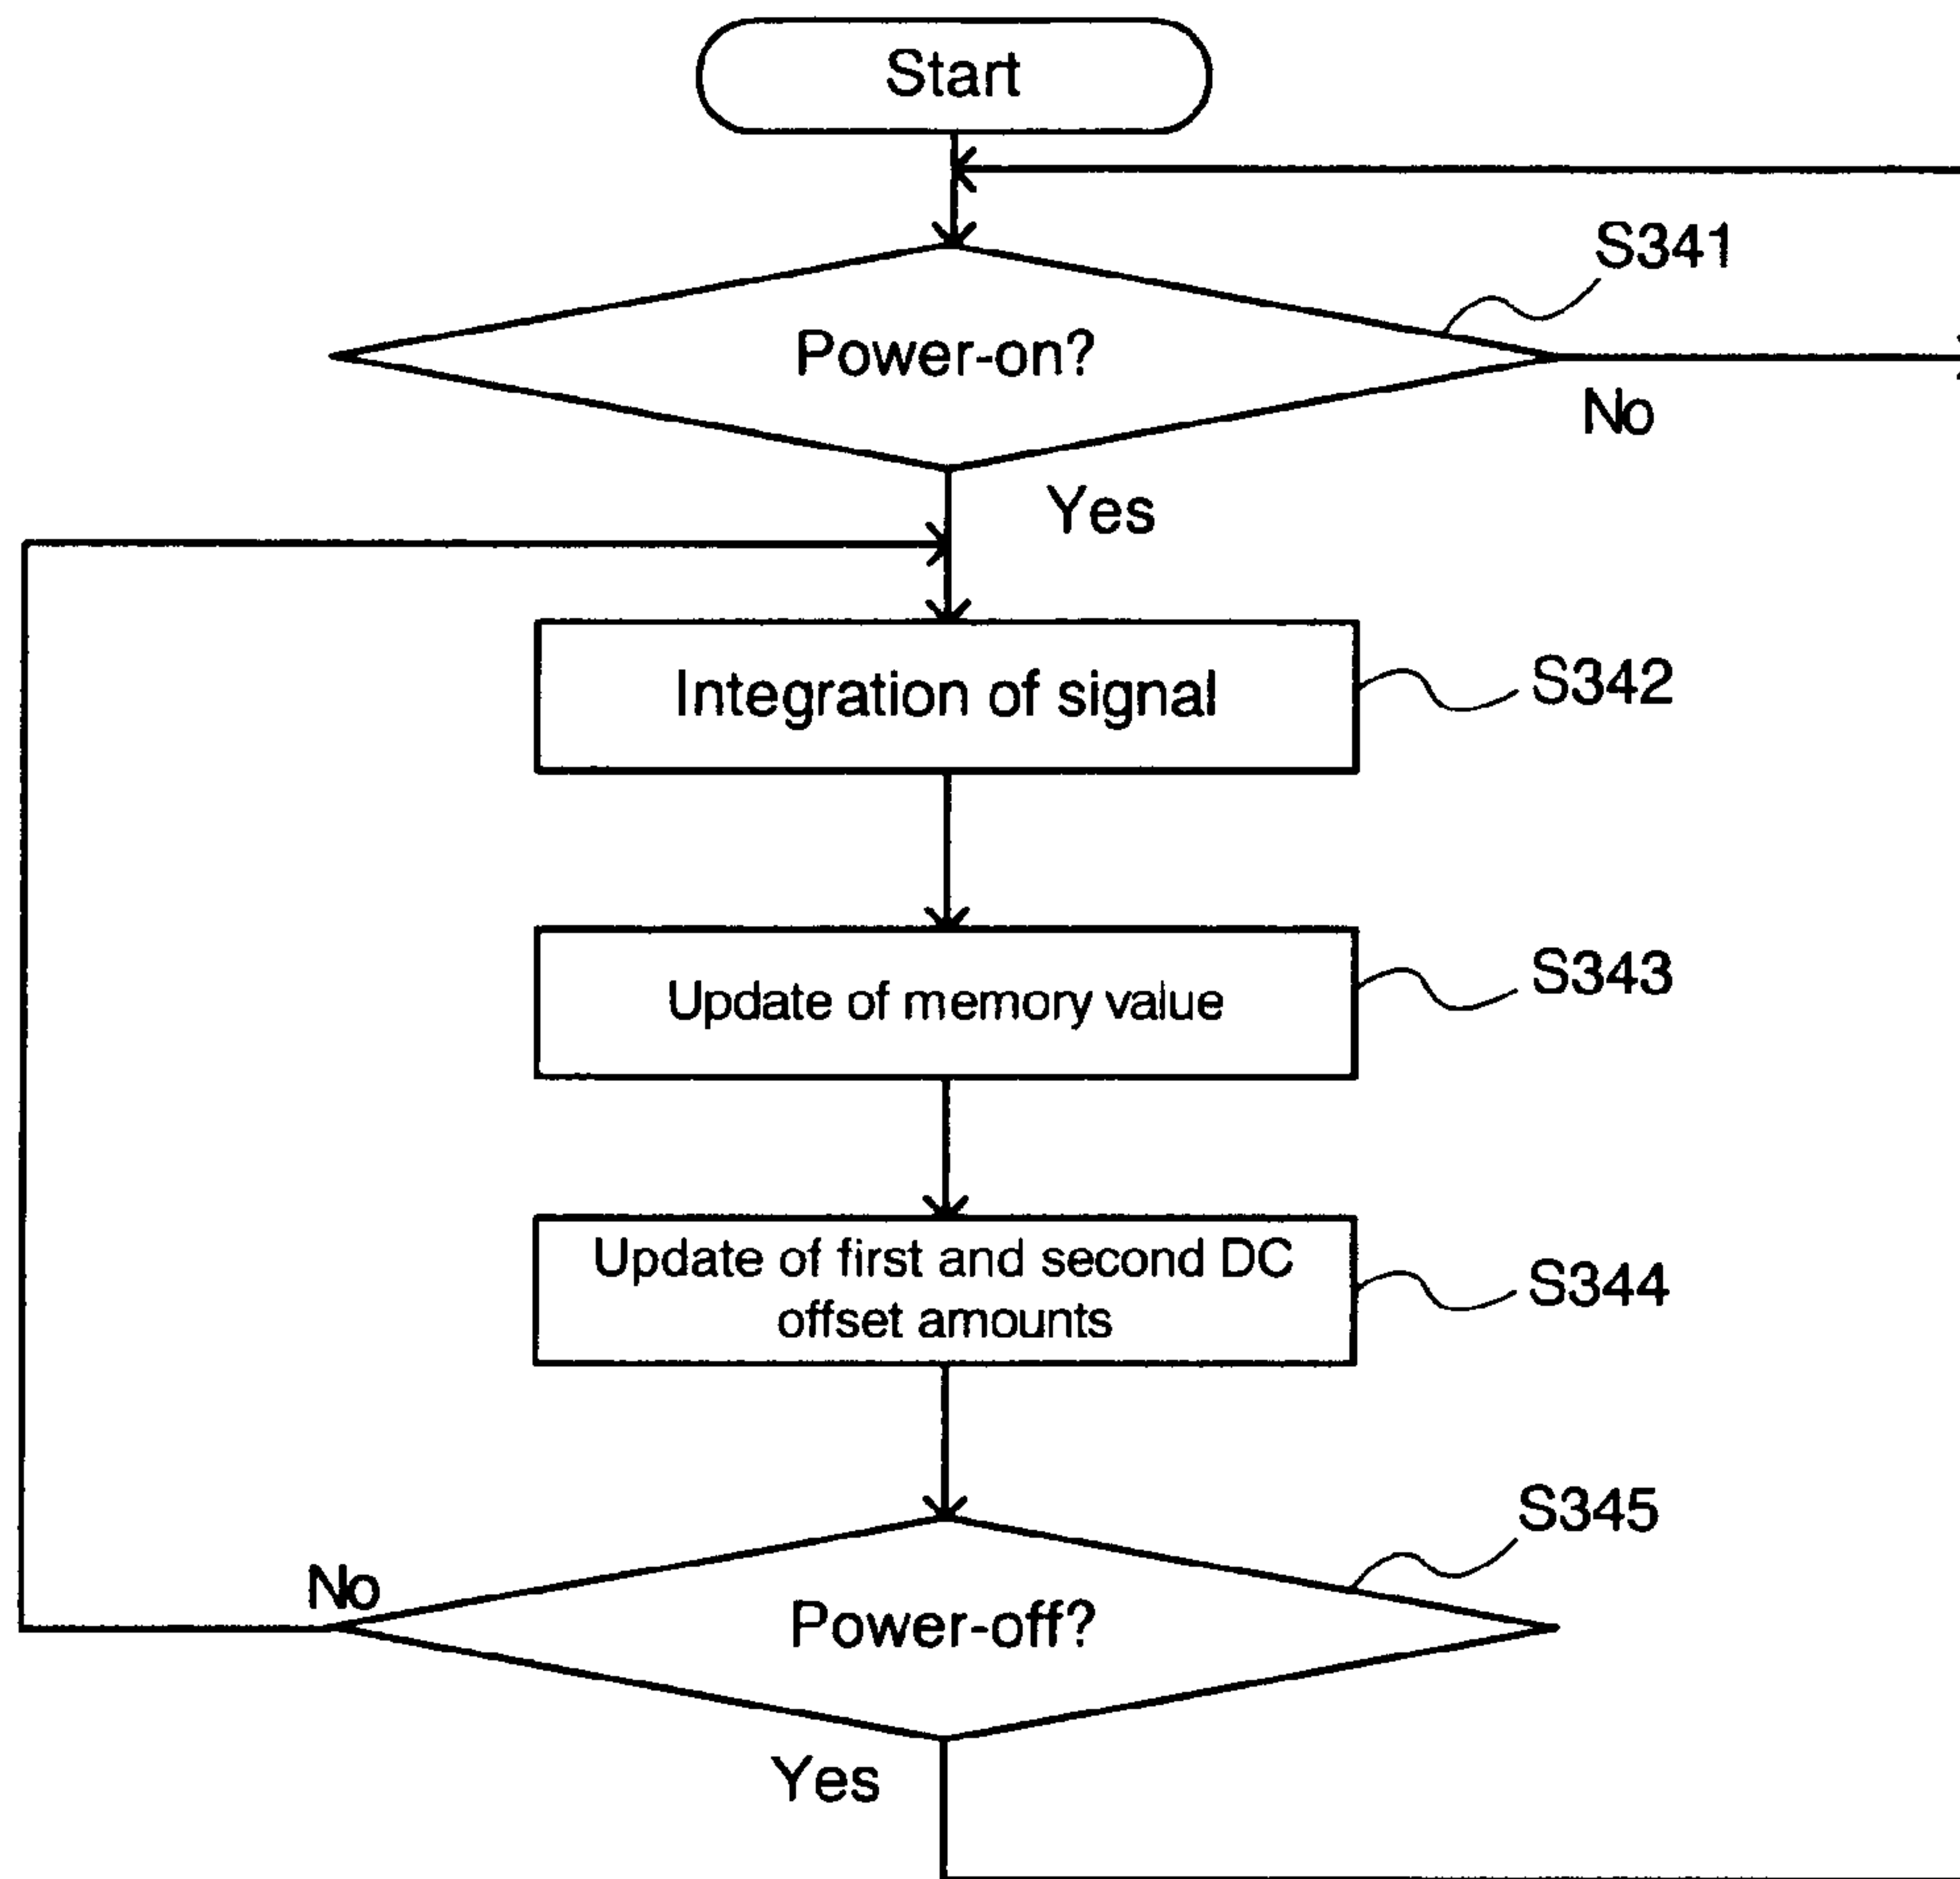 Start
S341
Power-on?
No
Yes
Integration of signal
S342
Update of memory value
S343
Update of first and second DC
offset amounts
S344
S345
No
Power-off?
Yes